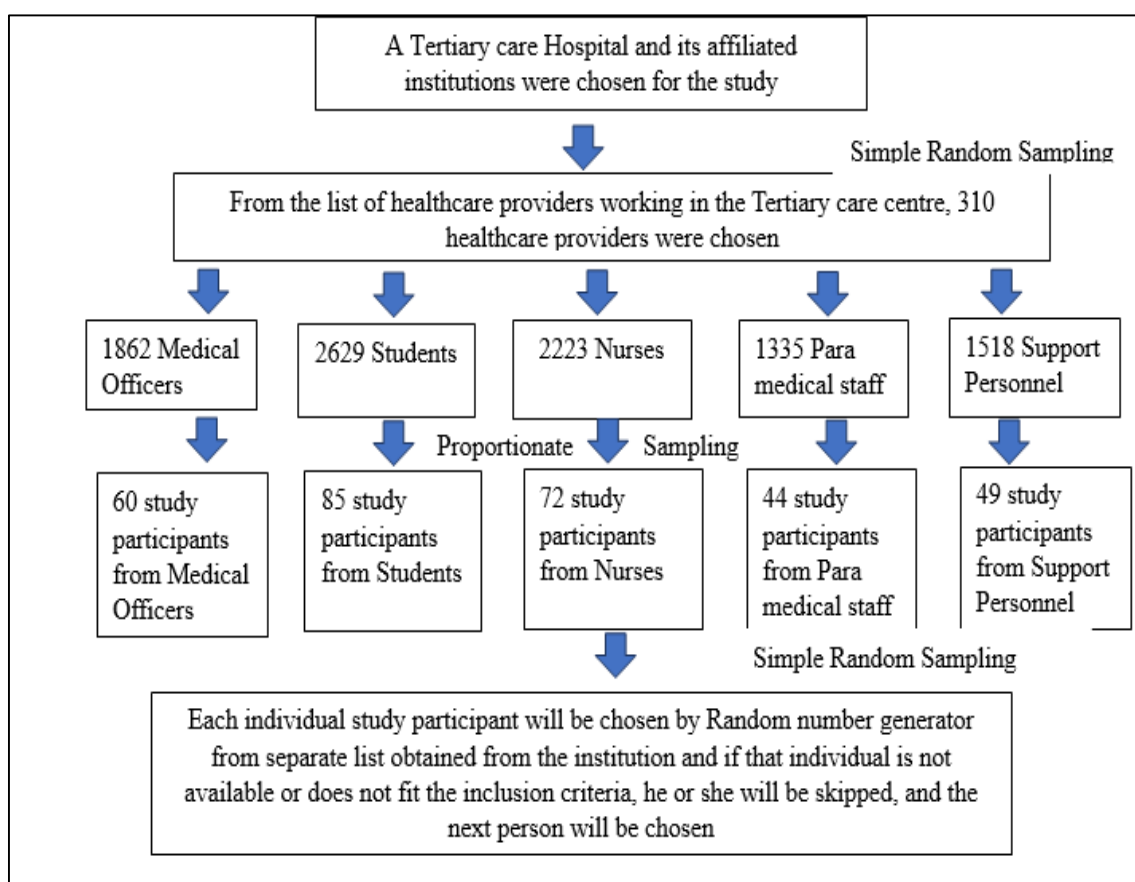 A Tertiary care Hospital and its affiliated
institutions were chosen for the study
Simple Random Sampling
From the list of healthcare providers working in the Tertiary care centre, 310
healthcare providers were chosen
1862 Medical
Officers
2629 Students
2223 Nurses
1335 Para
medical staff
1518 Support
Personnel
Proportionate Sampling
60 study
participants
from Medical
Officers
85 study
participants
from Students
72 study
participants
from Nurses
44 study
participants
from Para
medical staff
49 study
participants
from Support
Personnel
Simple Random Sampling
Each individual study participant will be chosen by Random number generator
from separate list obtained from the institution and if that individual is not
available or does not fit the inclusion criteria, he or she will be skipped, and the
next person will be chosen